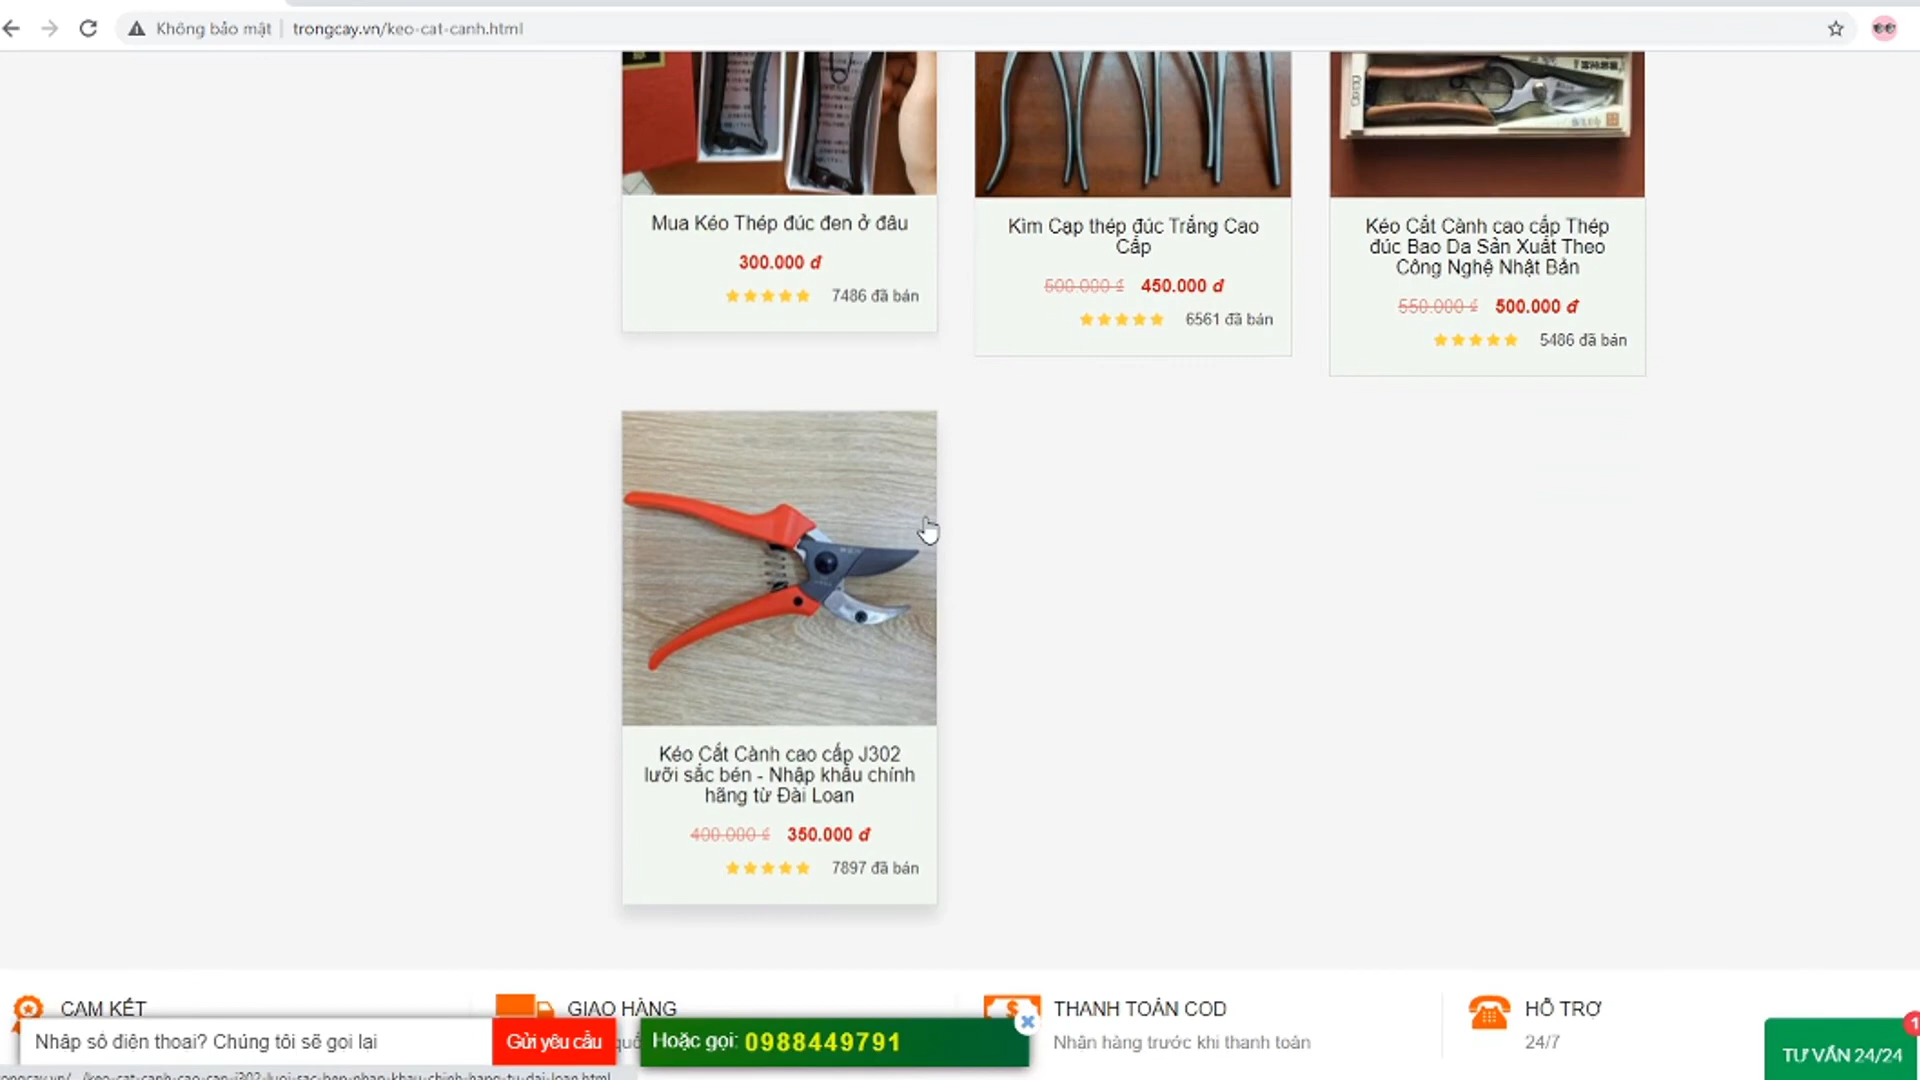 Không bảo mật
trongcay.vn/keo-cat-canh.html
Mua Kéo Thép đúc đen ở đâu
300.000 đ
7486 đã bán
Kìm Cạp thép đúc Trắng Cao
Cấp
500.000 ₫ 450.000 đ
6561 đã bán
Kéo Cắt Cành cao cấp Thép
đúc Bao Da Sản Xuất Theo
Công Nghệ Nhật Bản
550.000 ₫ 500.000 đ
5486 đã bán
Kéo Cắt Cành cao cấp J302
lưỡi sắc bén - Nhập khẩu chính
hãng từ Đài Loan
400.000 ₫ 350.000 đ
7897 đã bán
CAM KẾT
GIAO HÀNG
THANH TOÁN COD
Nhận hàng trước khi thanh toán
HỖ TRỢ
24/7
Nhập số điện thoại? Chúng tôi sẽ gọi lại
Gửi yêu cầu
Hoặc gọi: 0988449791
TƯ VẤN 24/24
1